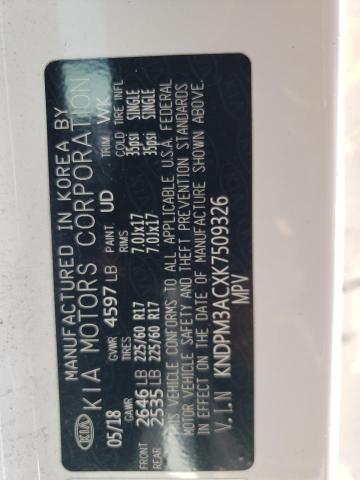 KIA
MANUFACTURED IN KOREA BY
KIA MOTORS CORPORATION
05/18 GVWR 4597 LB PAINT UD TRIM WK
GAWR TIRES RIMS COLD TIRE INFL
FRONT 2646 LB 225/60 R17 7.0Jx17 35psi SINGLE
REAR 2535 LB 225/60 R17 7.0Jx17 35psi SINGLE
THIS VEHICLE CONFORMS TO ALL APPLICABLE U.S.A. FEDERAL
MOTOR VEHICLE SAFETY AND THEFT PREVENTION STANDARDS
IN EFFECT ON THE DATE OF MANUFACTURE SHOWN ABOVE.
V.I.N KNDPM3ACXK7509326
MPV